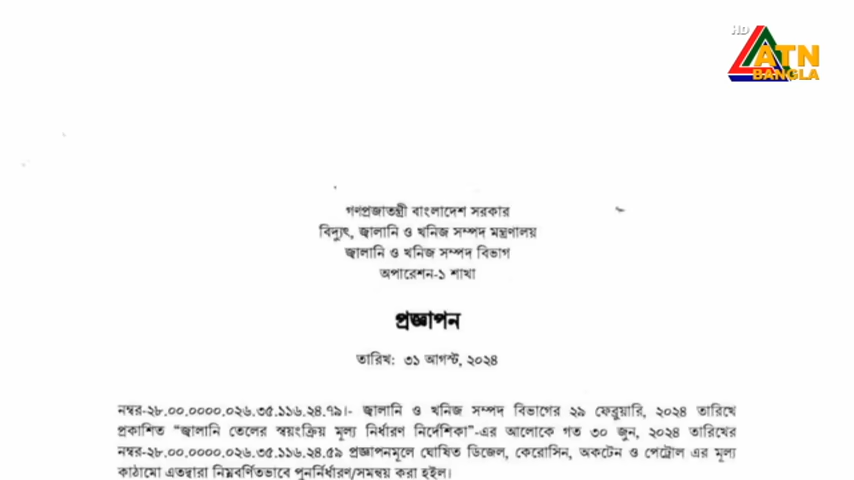 HD
ATN
BANGLA
গণপ্রজাতন্ত্রী বাংলাদেশ সরকার
বিদ্যুৎ, জ্বালানি ও খনিজ সম্পদ মন্ত্রণালয়
জ্বালানি ও খনিজ সম্পদ বিভাগ
অপারেশন-১ শাখা
প্রজ্ঞাপন
তারিখ: ৩১ আগস্ট, ২০২৪
নম্বর-২৮.০০.০০০০.০২৬.৩৫.১১৬.২৪.৭৯।- জ্বালানি ও খনিজ সম্পদ বিভাগের ২৯ ফেব্রুয়ারি, ২০২৪ তারিখে
প্রকাশিত “জ্বালানি তেলের স্বয়ংক্রিয় মূল্য নির্ধারণ নির্দেশিকা”-এর আলোকে গত ৩০ জুন, ২০২৪ তারিখের
নম্বর-২৮.০০.০০০০.০২৬.৩৫.১১৬.২৪.৫৯ প্রজ্ঞাপনমূলে ঘোষিত ডিজেল, কেরোসিন, অকটেন ও পেট্রোল এর মূল্য
কাঠামো এতদ্বারা নিম্নবর্ণিতভাবে পুনর্নির্ধারণ/সমন্বয় করা হইল।